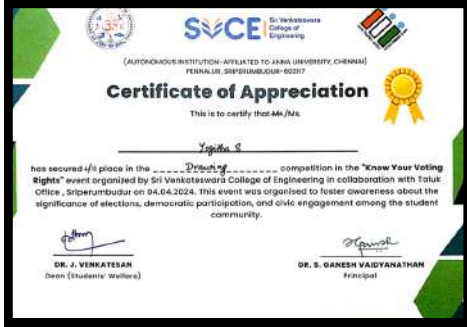 SVCE Sri Venkateswara
College of
Engineering
(AUTONOMOUS INSTITUTION - AFFILIATED TO ANNA UNIVERSITY, CHENNAI)
PENNALUR, SRIPERUMBUDUR-602117
Certificate of Appreciation
This is to certify that Mr./Ms.
Yogitha S
has secured II place in the Drawing competition in the "Know Your Voting
Rights" event organized by Sri Venkateswara College of Engineering in collaboration with Taluk
Office , Sriperumbudur on 04.04.2024. This event was organised to foster awareness about the
significance of elections, democratic participation, and civic engagement among the student
community.
DR. J. VENKATESAN
Dean (Students' Welfare)
DR. S. GANESH VAIDYANATHAN
Principal